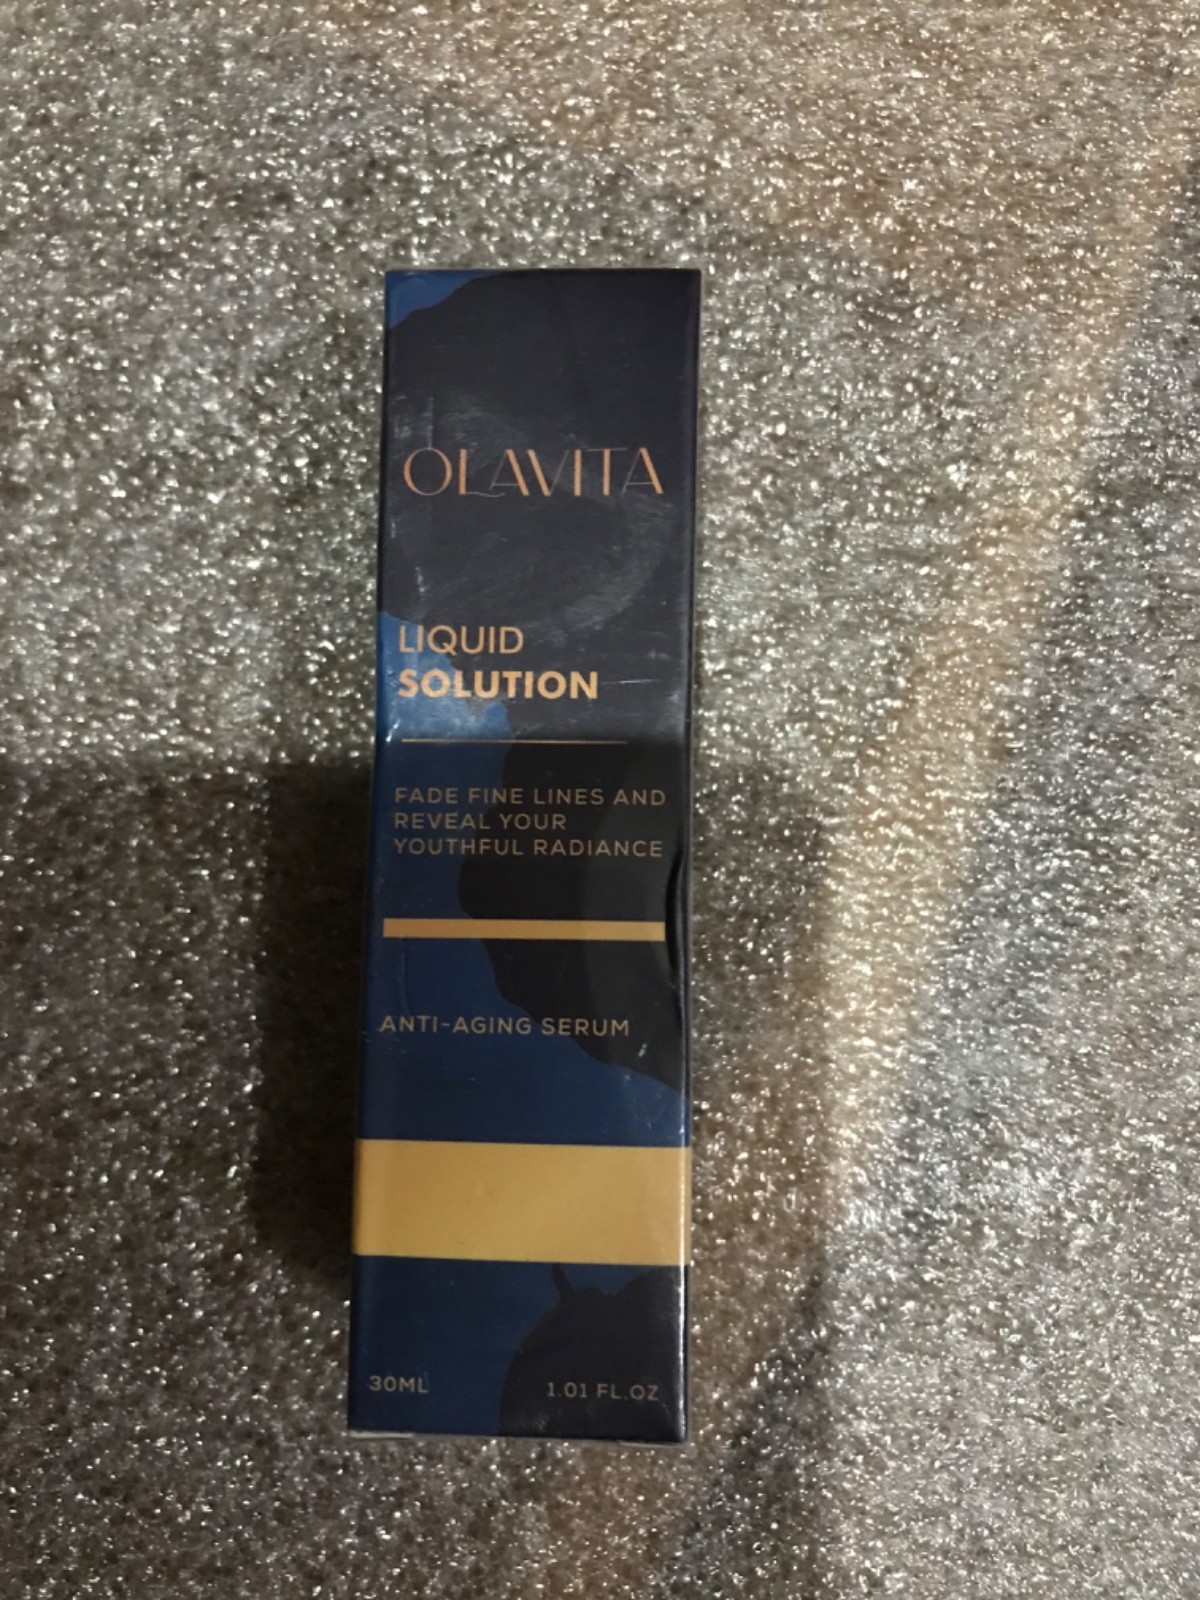 OLAVITA
LIQUID
SOLUTION
FADE FINE LINES AND
REVEAL YOUR
YOUTHFUL RADIANCE
ANTI-AGING SERUM
30ML 1.01 FL.OZ